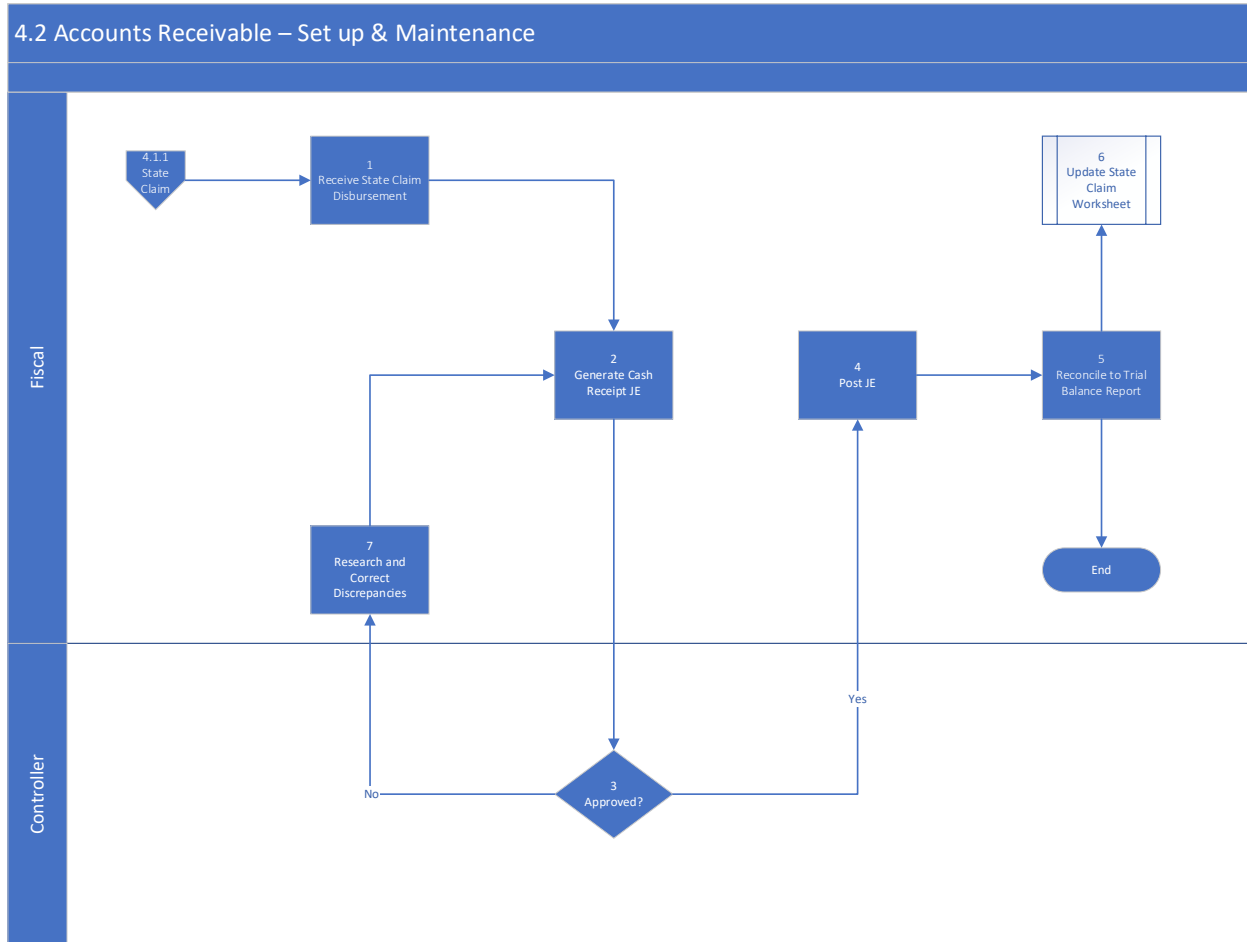 4.2 Accounts Receivable – Set up & Maintenance
Fiscal
4.1.1
State
Claim
1
Receive State Claim
Disbursement
6
Update State
Claim
Worksheet
2
Generate Cash
Receipt JE
4
Post JE
5
Reconcile to Trial
Balance Report
7
Research and
Correct
Discrepancies
End
Controller
Yes
No
3
Approved?